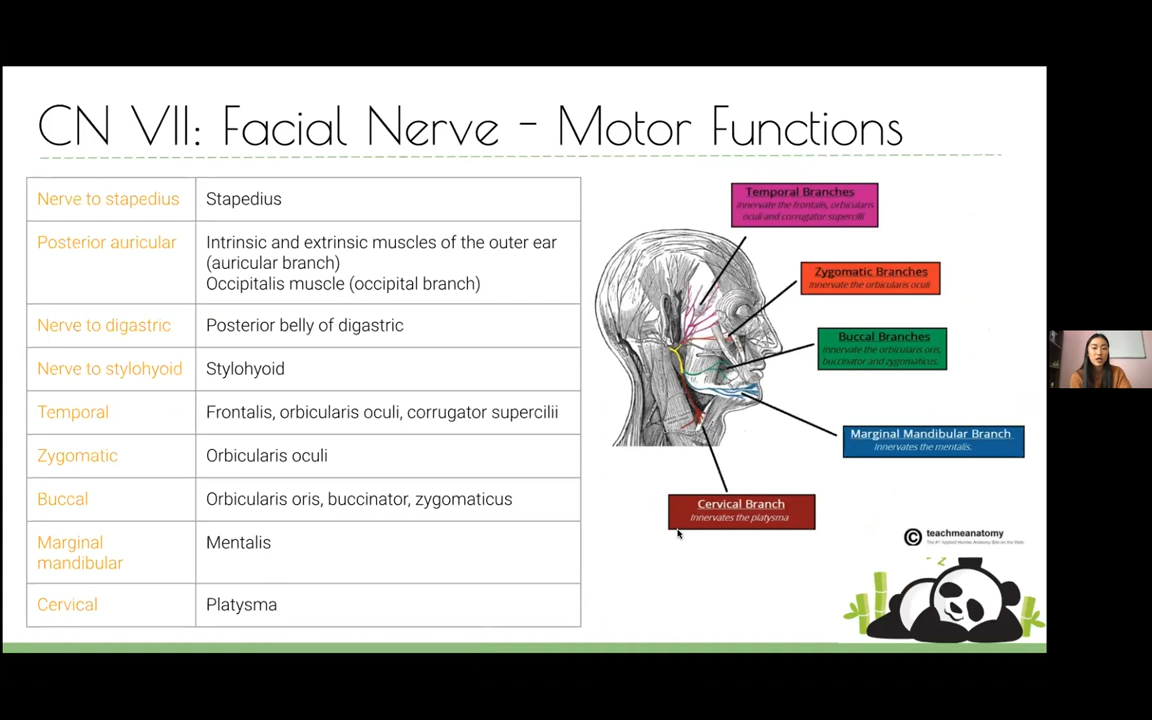 CN VII: Facial Nerve - Motor Functions
Nerve to stapedius
Stapedius
Posterior auricular
Intrinsic and extrinsic muscles of the outer ear
(auricular branch)
Occipitalis muscle (occipital branch)
Nerve to digastric
Posterior belly of digastric
Nerve to stylohyoid
Stylohyoid
Temporal
Frontalis, orbicularis oculi, corrugator supercilii
Zygomatic
Orbicularis oculi
Buccal
Orbicularis oris, buccinator, zygomaticus
Marginal
mandibular
Mentalis
Cervical
Platysma
Temporal Branches
Innervate the frontalis, orbicularis
oculi and corrugator supercilli
Zygomatic Branches
Innervate the orbicularis oculi
Buccal Branches
Innervate the orbicularis oris,
buccinator and zygomaticus.
Marginal Mandibular Branch
Innervates the mentalis.
Cervical Branch
Innervates the platysma
© teachmeanatomy
The #1 Applied Human Anatomy Site on the Web.
z